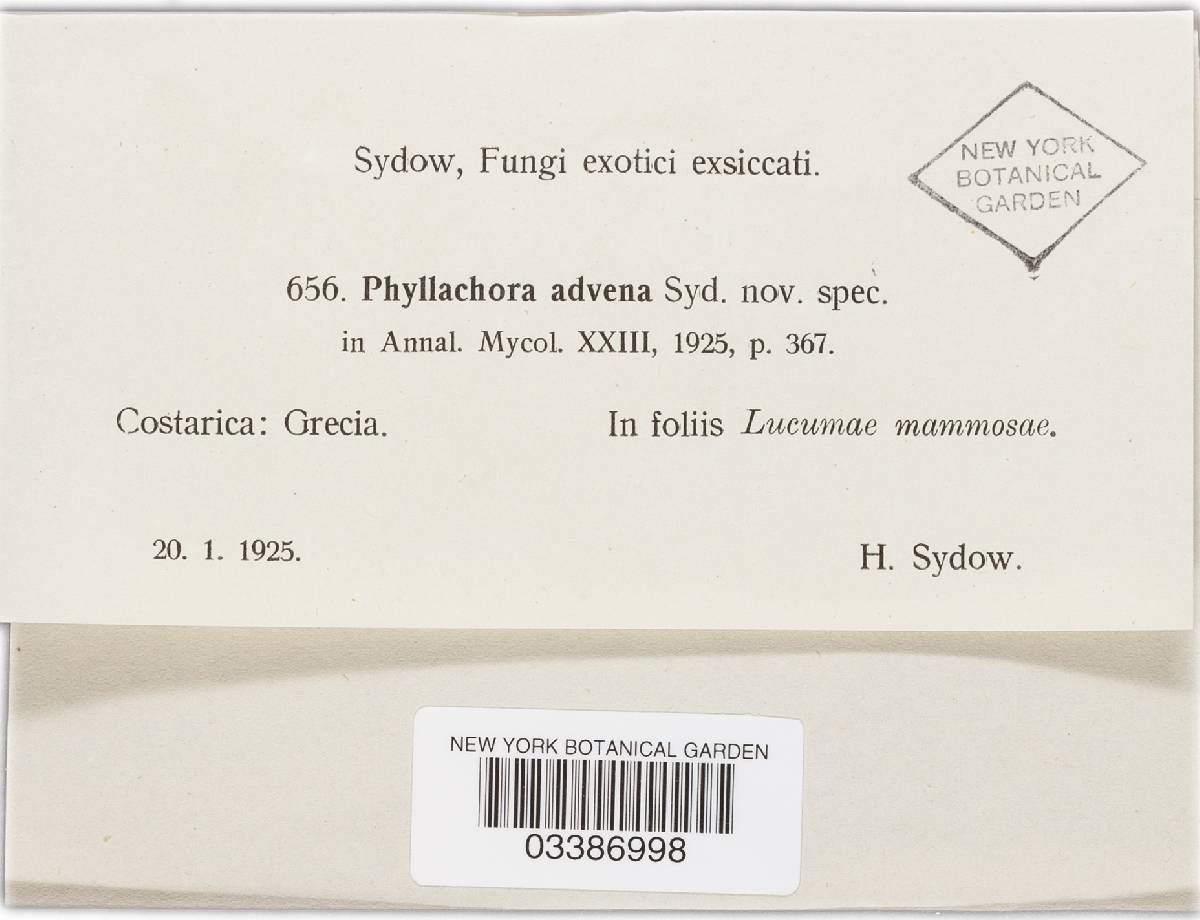 Sydow, Fungi exotici exsiccati.
NEW YORK
BOTANICAL
GARDEN
656. Phyllachora advena Syd. nov. spec.
in Annal. Mycol. XXIII, 1925, p. 367.
Costarica: Grecia. In foliis Lucumae mammosae.
20. 1. 1925. H. Sydow.
NEW YORK BOTANICAL GARDEN
03386998